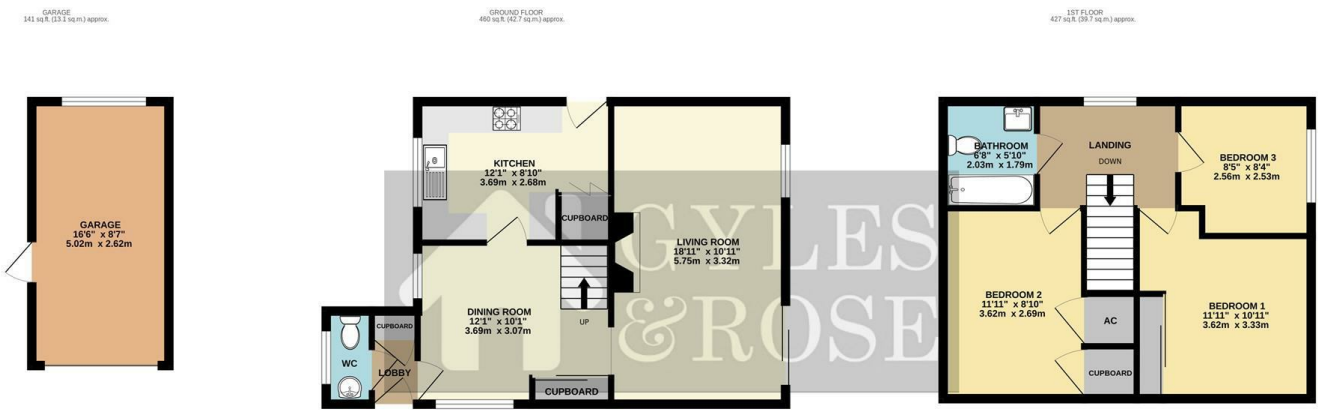 GARAGE
141 sq.ft. (13.1 sq.m.) approx.
GROUND FLOOR
460 sq.ft. (42.7 sq.m.) approx.
1ST FLOOR
427 sq.ft. (39.7 sq.m.) approx.
GARAGE
16'6" x 8'7"
5.02m x 2.62m
KITCHEN
12'1" x 8'10"
3.69m x 2.68m
CUPBOARD
LIVING ROOM
18'11" x 10'11"
5.75m x 3.32m
DINING ROOM
12'1" x 10'1"
3.69m x 3.07m
UP
CUPBOARD
WC
LOBBY
CUPBOARD
BATHROOM
6'8" x 5'10"
2.03m x 1.79m
LANDING
DOWN
BEDROOM 3
8'5" x 8'4"
2.56m x 2.53m
BEDROOM 2
11'11" x 8'10"
3.62m x 2.69m
AC
CUPBOARD
BEDROOM 1
11'11" x 10'11"
3.62m x 3.33m
GYLES
&ROSE